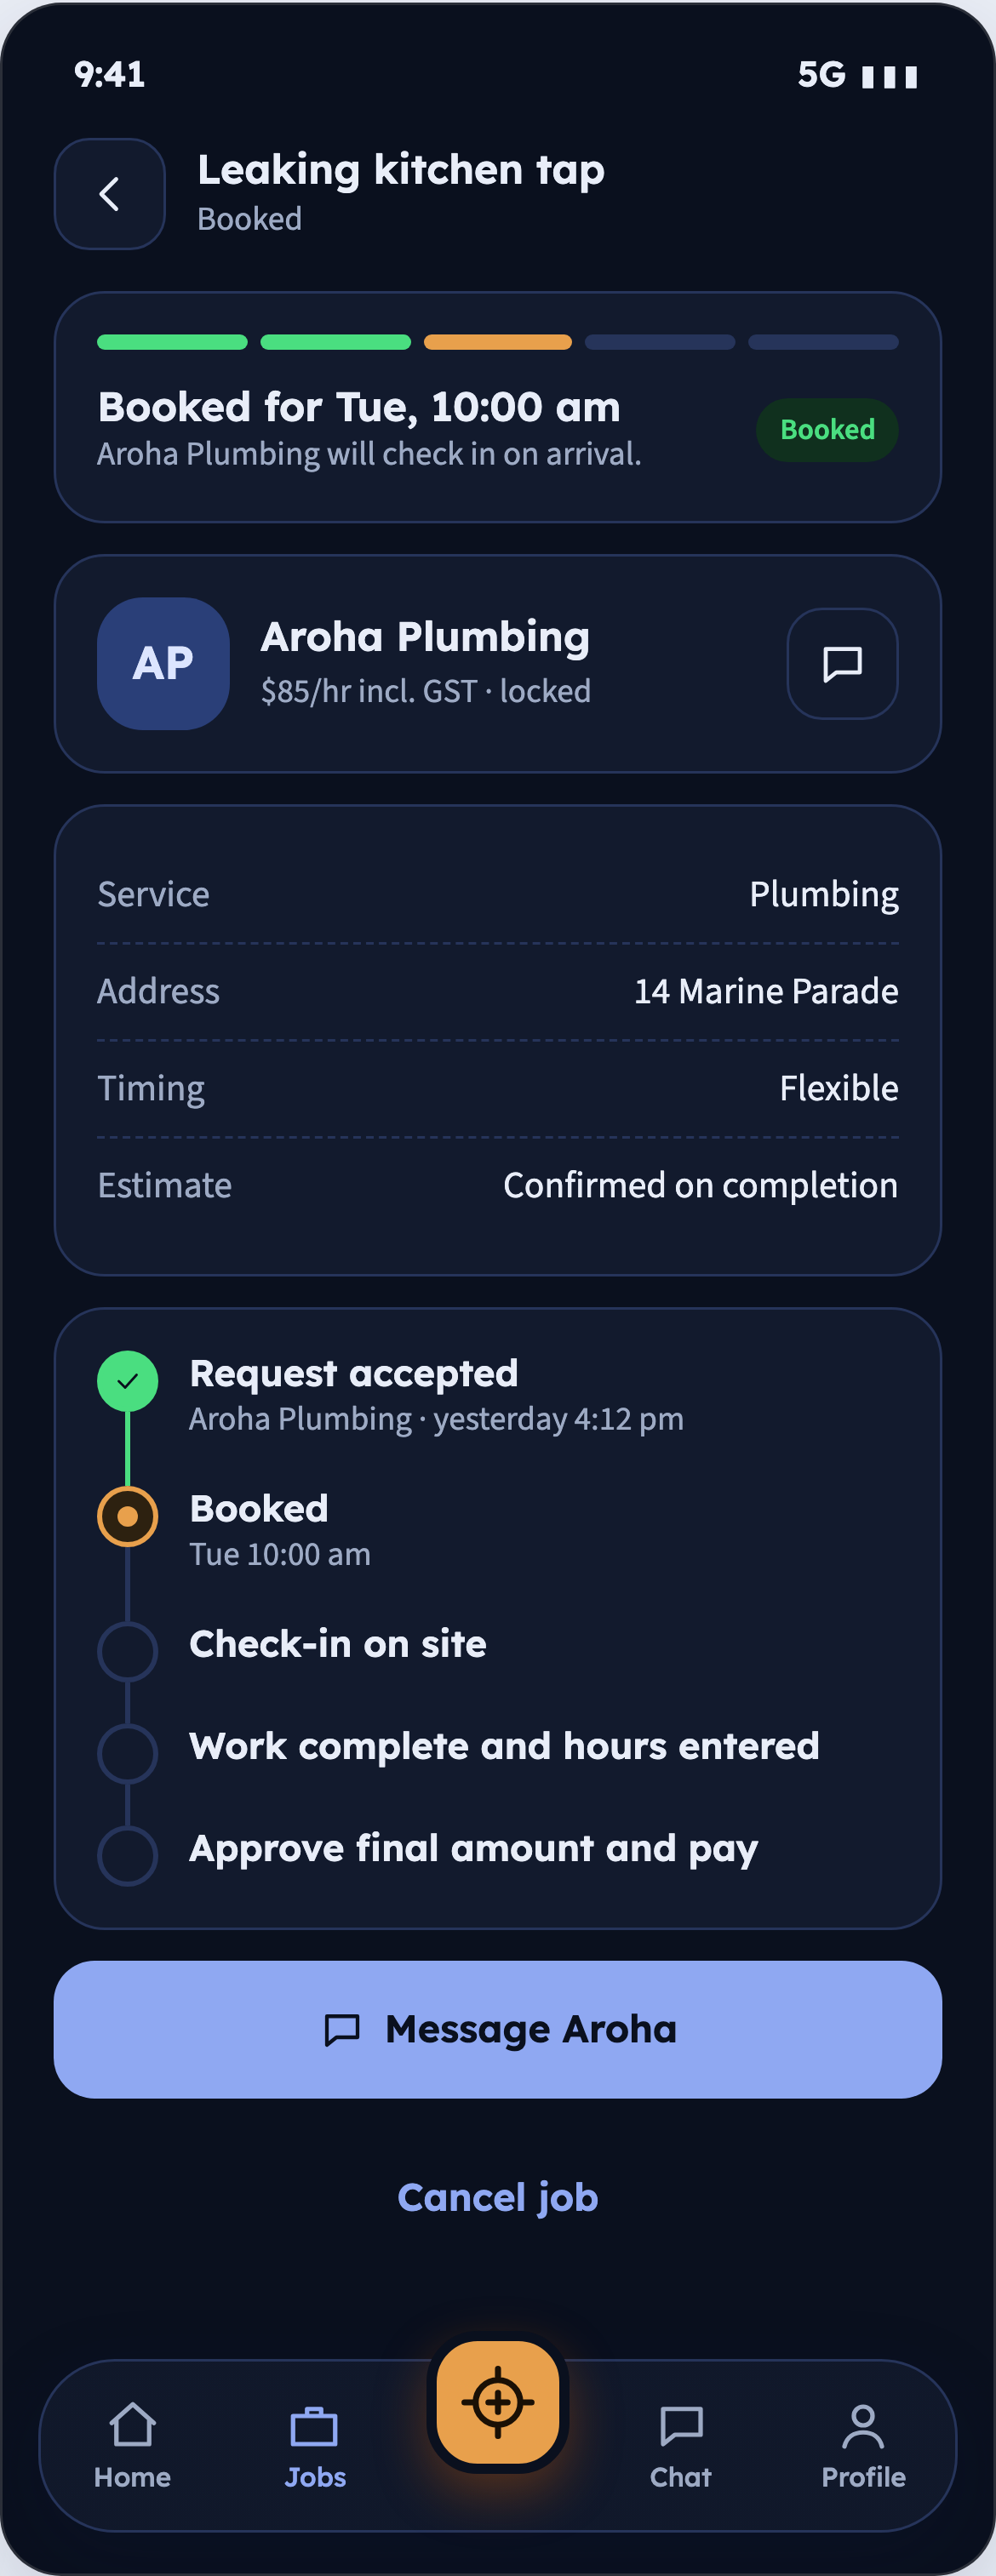 9:41
5G
Leaking kitchen tap
Booked
Booked for Tue, 10:00 am
Aroha Plumbing will check in on arrival.
Booked
AP
Aroha Plumbing
$85/hr incl. GST · locked
Service
Plumbing
Address
14 Marine Parade
Timing
Flexible
Estimate
Confirmed on completion
Request accepted
Aroha Plumbing · yesterday 4:12 pm
Booked
Tue 10:00 am
Check-in on site
Work complete and hours entered
Approve final amount and pay
Message Aroha
Cancel job
Home
Jobs
Chat
Profile